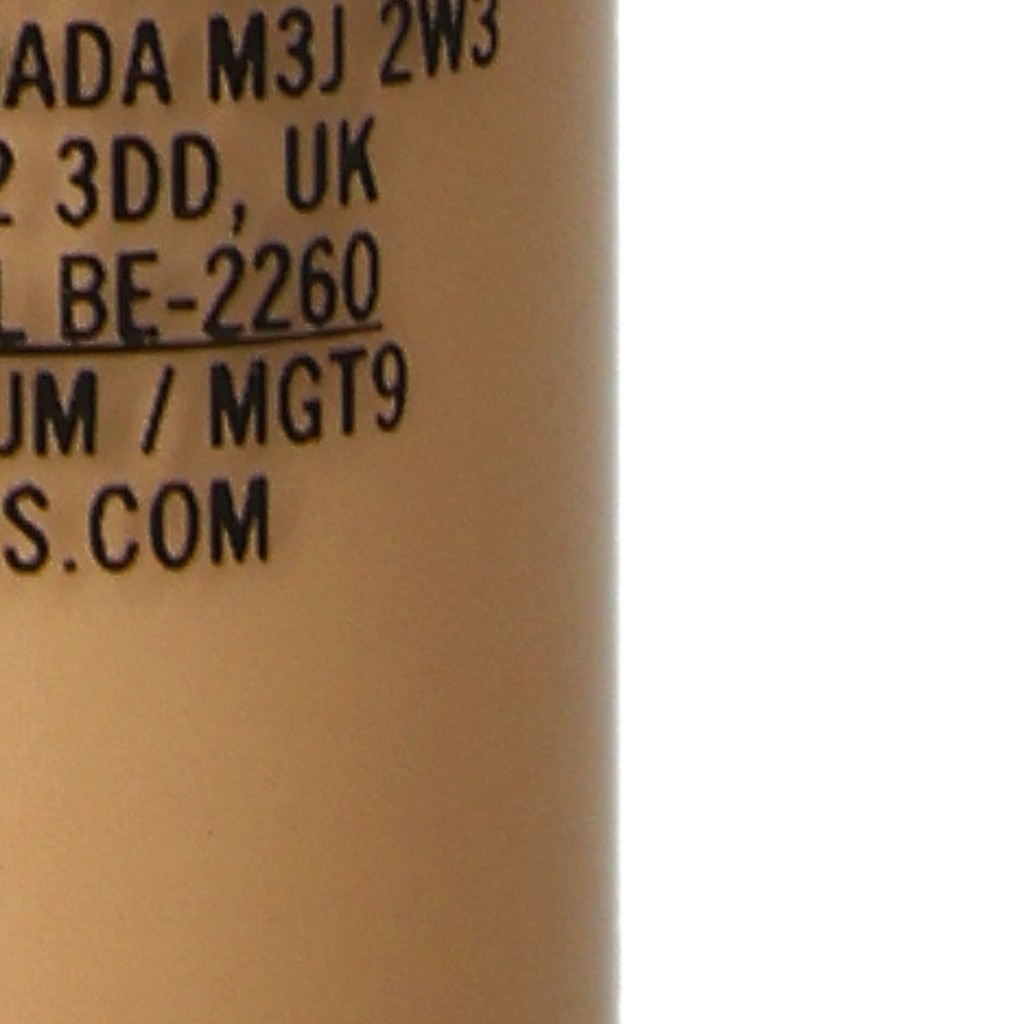 ADA M3J 2W3
2 3DD, UK
L BE-2260
UM / MGT9
S.COM